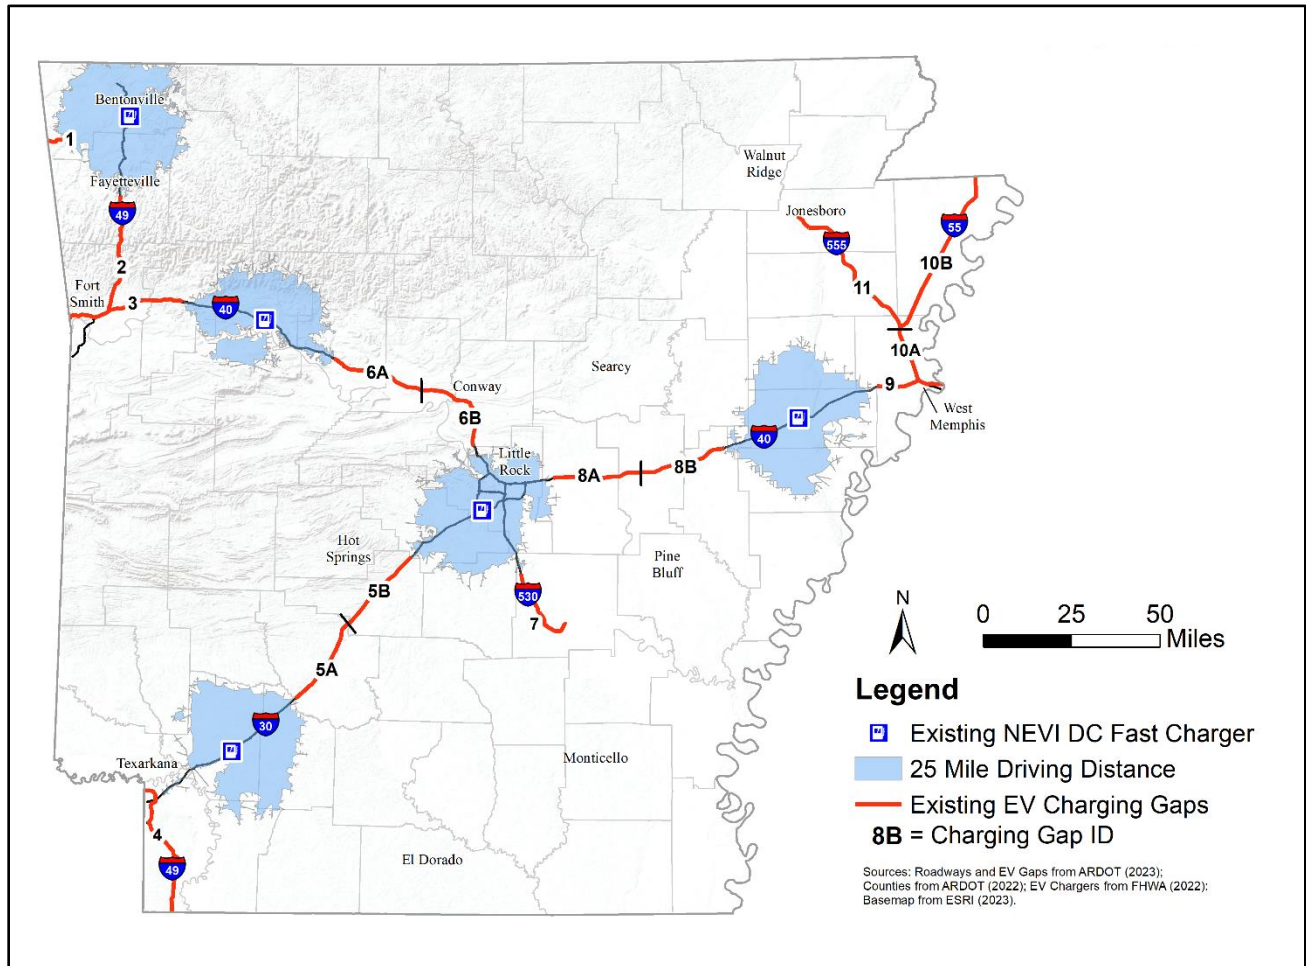 Bentonville
1
Fayetteville
49
2
Fort
Smith
3
40
6A
Conway
6B
Searcy
Walnut
Ridge
Jonesboro
555
55
10B
11
10A
9
West
Memphis
40
Little
Rock
8A
8B
Hot
Springs
5B
Pine
Bluff
530
7
5A
30
Texarkana
4
49
Monticello
El Dorado
N
0 25 50
Miles
Legend
Existing NEVI DC Fast Charger
25 Mile Driving Distance
Existing EV Charging Gaps
8B = Charging Gap ID
Sources: Roadways and EV Gaps from ARDOT (2023);
Counties from ARDOT (2022); EV Chargers from FHWA (2022);
Basemap from ESRI (2023).